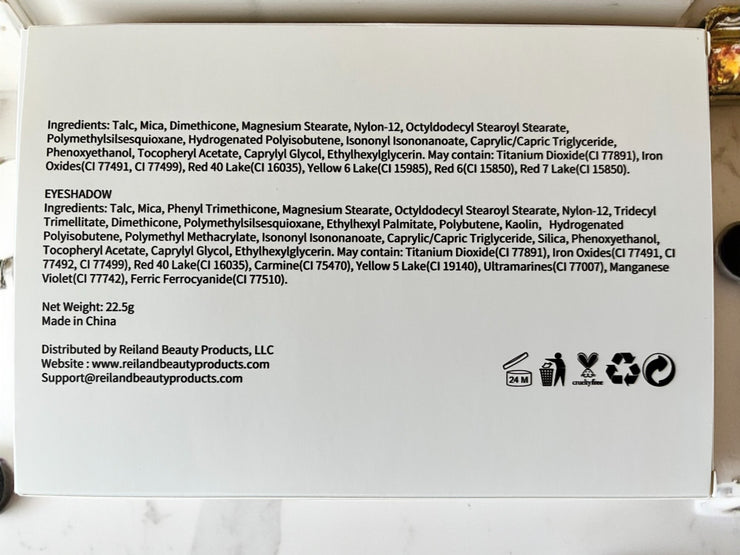 Ingredients: Talc, Mica, Dimethicone, Magnesium Stearate, Nylon-12, Octyldodecyl Stearoyl Stearate,
Polymethylsilsesquioxane, Hydrogenated Polyisobutene, Isononyl Isononanoate, Caprylic/Capric Triglyceride,
Phenoxyethanol, Tocopheryl Acetate, Caprylyl Glycol, Ethylhexylglycerin. May contain: Titanium Dioxide(CI 77891), Iron
Oxides(CI 77491, CI 77499), Red 40 Lake(CI 16035), Yellow 6 Lake(CI 15985), Red 6(CI 15850), Red 7 Lake(CI 15850).
EYESHADOW
Ingredients: Talc, Mica, Phenyl Trimethicone, Magnesium Stearate, Octyldodecyl Stearoyl Stearate, Nylon-12, Tridecyl
Trimellitate, Dimethicone, Polymethylsilsesquioxane, Ethylhexyl Palmitate, Polybutene, Kaolin, Hydrogenated
Polyisobutene, Polymethyl Methacrylate, Isononyl Isononanoate, Caprylic/Capric Triglyceride, Silica, Phenoxyethanol,
Tocopheryl Acetate, Caprylyl Glycol, Ethylhexylglycerin. May contain: Titanium Dioxide(CI 77891), Iron Oxides(CI 77491, CI
77492, CI 77499), Red 40 Lake(CI 16035), Carmine(CI 75470), Yellow 5 Lake(CI 19140), Ultramarines(CI 77007), Manganese
Violet(CI 77742), Ferric Ferrocyanide(CI 77510).
Net Weight: 22.5g
Made in China
Distributed by Reiland Beauty Products, LLC
Website : www.reilandbeautyproducts.com
Support@reilandbeautyproducts.com
24 M
crueltyfree